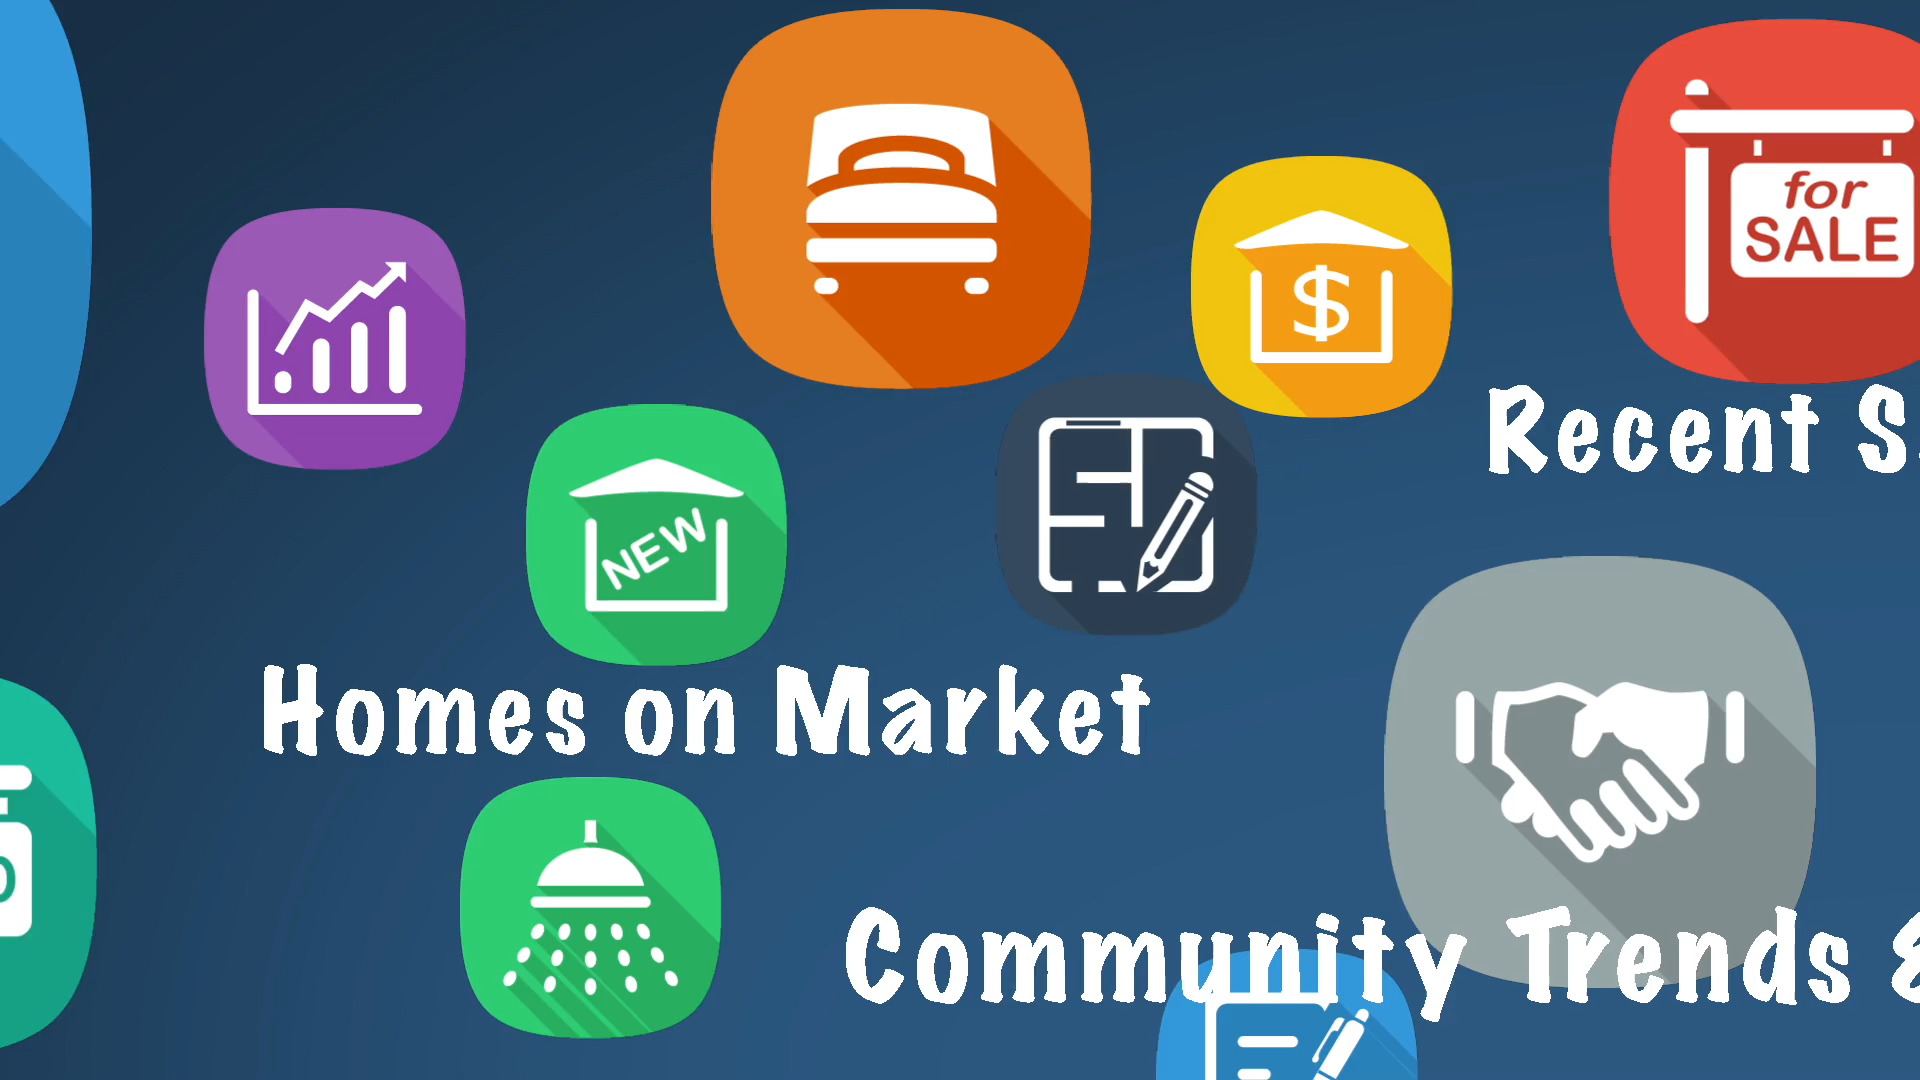 for
SALE
$
Recent S
NEW
Homes on Market
Community Trends &